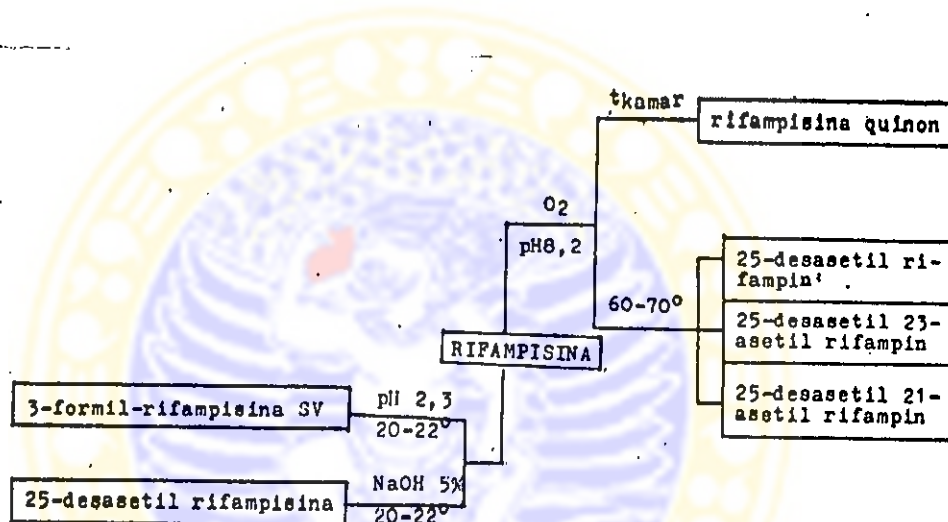 tkamar
rifampisina quinon
O2
pH8,2
25-desasetil ri-
fampin
60-70°
25-desasetil 23-
asetil rifampin
RIFAMPISINA
25-desasetil 21-
asetil rifampin
3-formil-rifampisina SV
pH 2,3
20-22°
NaOH 5%
25-desasetil rifampisina
20-22°